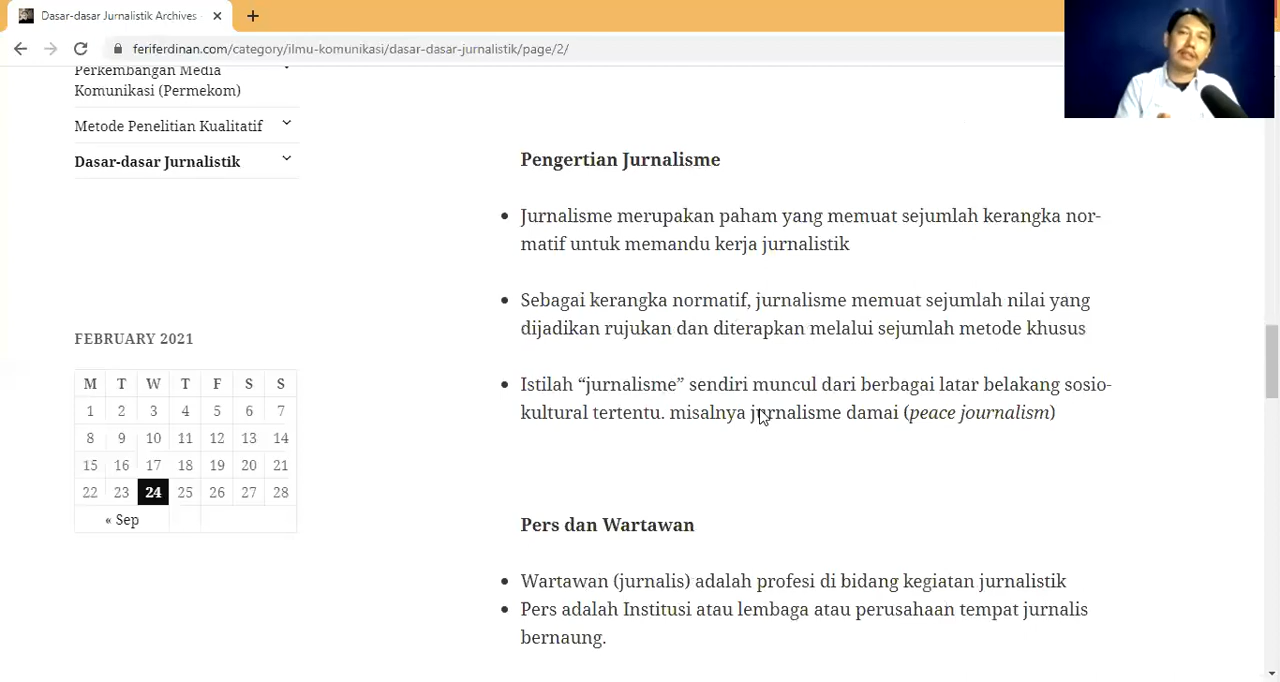 Dasar-dasar Jurnalistik Archives
feriferdinan.com/category/ilmu-komunikasi/dasar-dasar-jurnalistik/page/2/
Perkembangan Media
Komunikasi (Permekom)
Metode Penelitian Kualitatif
Dasar-dasar Jurnalistik
FEBRUARY 2021
M T W T F S S
1 2 3 4 5 6 7
8 9 10 11 12 13 14
15 16 17 18 19 20 21
22 23 24 25 26 27 28
« Sep
Pengertian Jurnalisme
• Jurnalisme merupakan paham yang memuat sejumlah kerangka nor-
matif untuk memandu kerja jurnalistik
• Sebagai kerangka normatif, jurnalisme memuat sejumlah nilai yang
dijadikan rujukan dan diterapkan melalui sejumlah metode khusus
• Istilah “jurnalisme” sendiri muncul dari berbagai latar belakang sosio-
kultural tertentu. misalnya jurnalisme damai (peace journalism)
Pers dan Wartawan
• Wartawan (jurnalis) adalah profesi di bidang kegiatan jurnalistik
• Pers adalah Institusi atau lembaga atau perusahaan tempat jurnalis
bernaung.